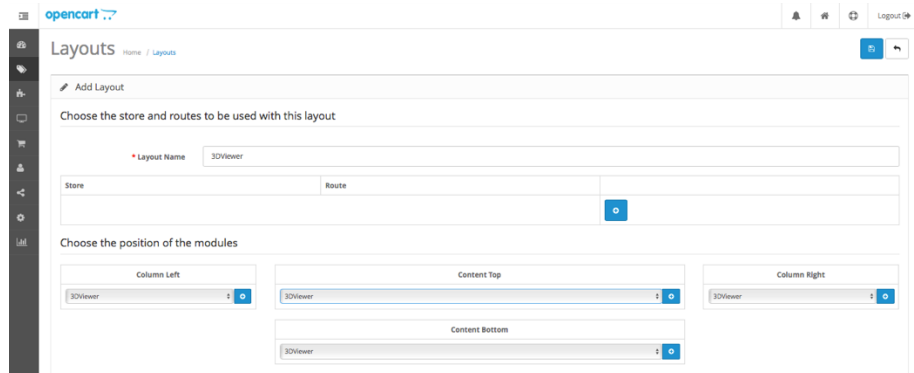 opencart
Logout
Layouts Home / Layouts
Add Layout
Choose the store and routes to be used with this layout
* Layout Name 3DViewer
Store Route
Choose the position of the modules
Column Left Content Top Column Right
3DViewer 3DViewer 3DViewer
Content Bottom
3DViewer